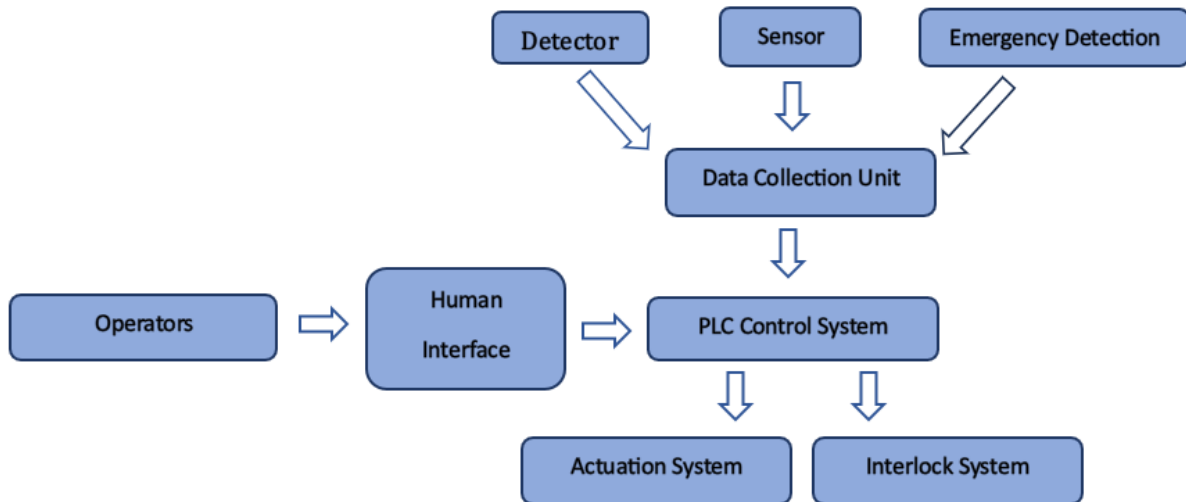 Detector
Sensor
Emergency Detection
Data Collection Unit
Operators
Human
Interface
PLC Control System
Actuation System
Interlock System